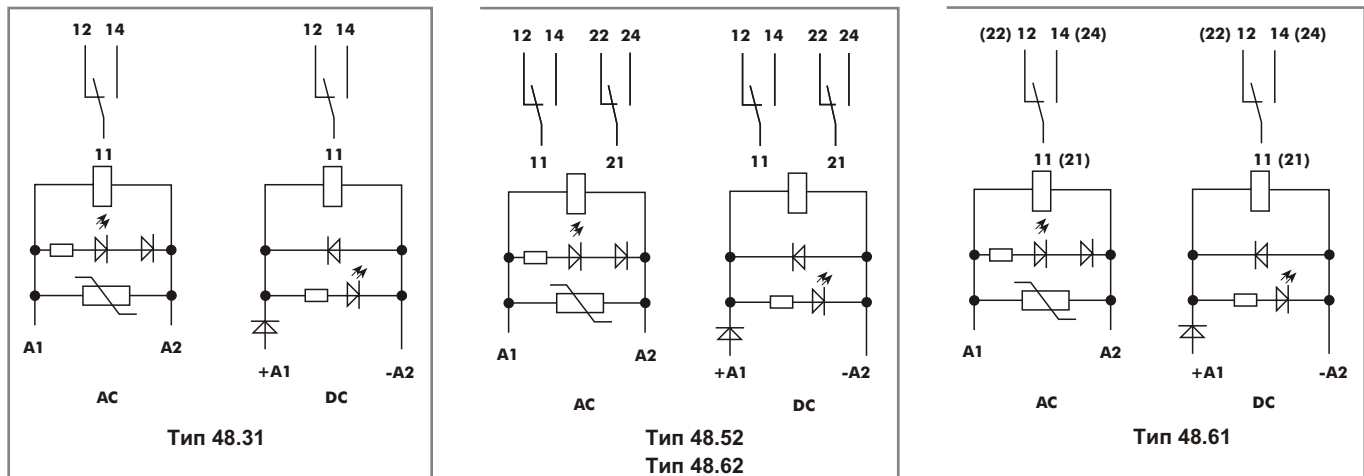 12 14
11
A1 A2
AC
12 14
11
+A1 -A2
DC
Тип 48.31
12 14 22 24
11 21
A1 A2
AC
12 14 22 24
11 21
+A1 -A2
DC
Тип 48.52
Тип 48.62
(22) 12 14 (24)
11 (21)
A1 A2
AC
(22) 12 14 (24)
11 (21)
+A1 -A2
DC
Тип 48.61